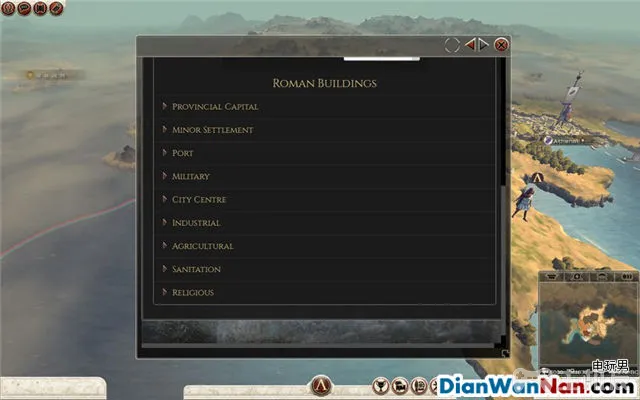 Roman Buildings
Provincial Capital
Minor Settlement
Port
Military
City Centre
Industrial
Agricultural
Sanitation
Religious
电玩男
DianWanNan.com